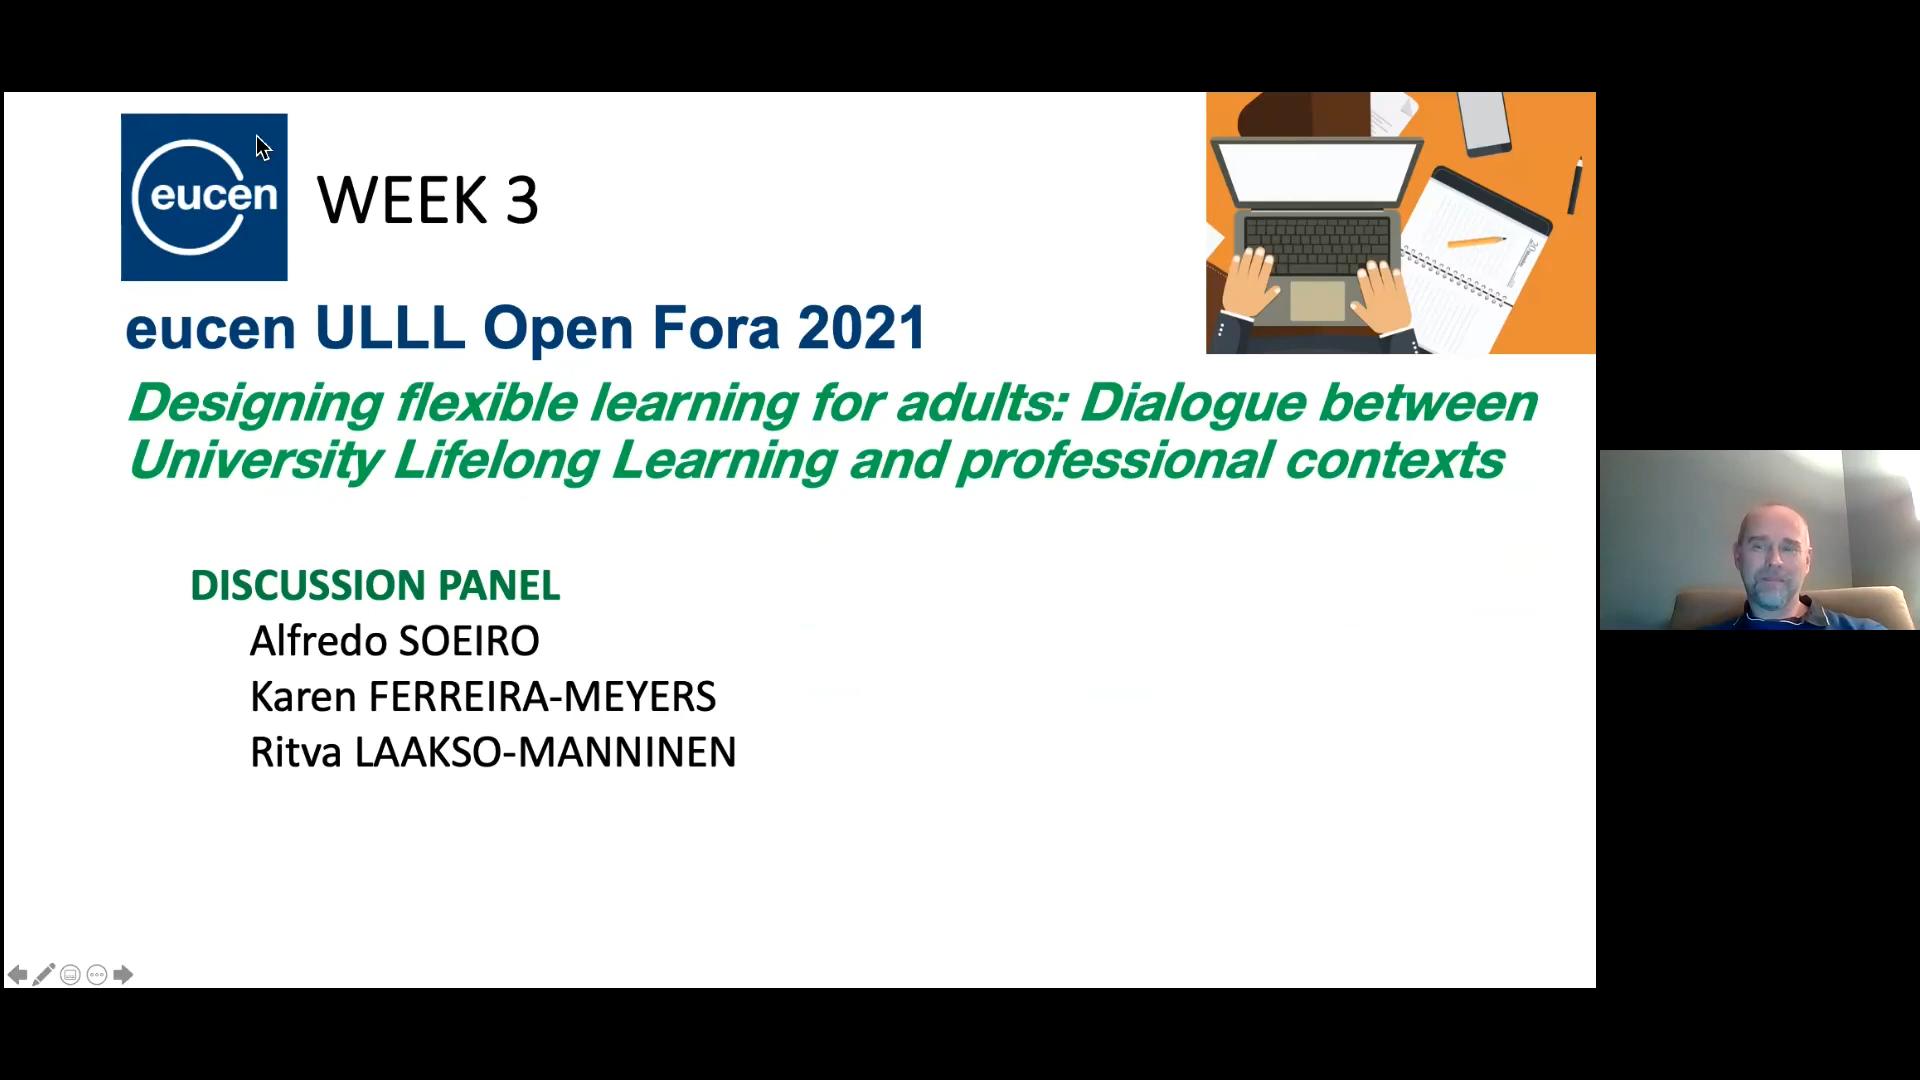 eucen
WEEK 3
eucen ULLL Open Fora 2021
Designing flexible learning for adults: Dialogue between
University Lifelong Learning and professional contexts
DISCUSSION PANEL
Alfredo SOEIRO
Karen FERREIRA-MEYERS
Ritva LAAKSO-MANNINEN